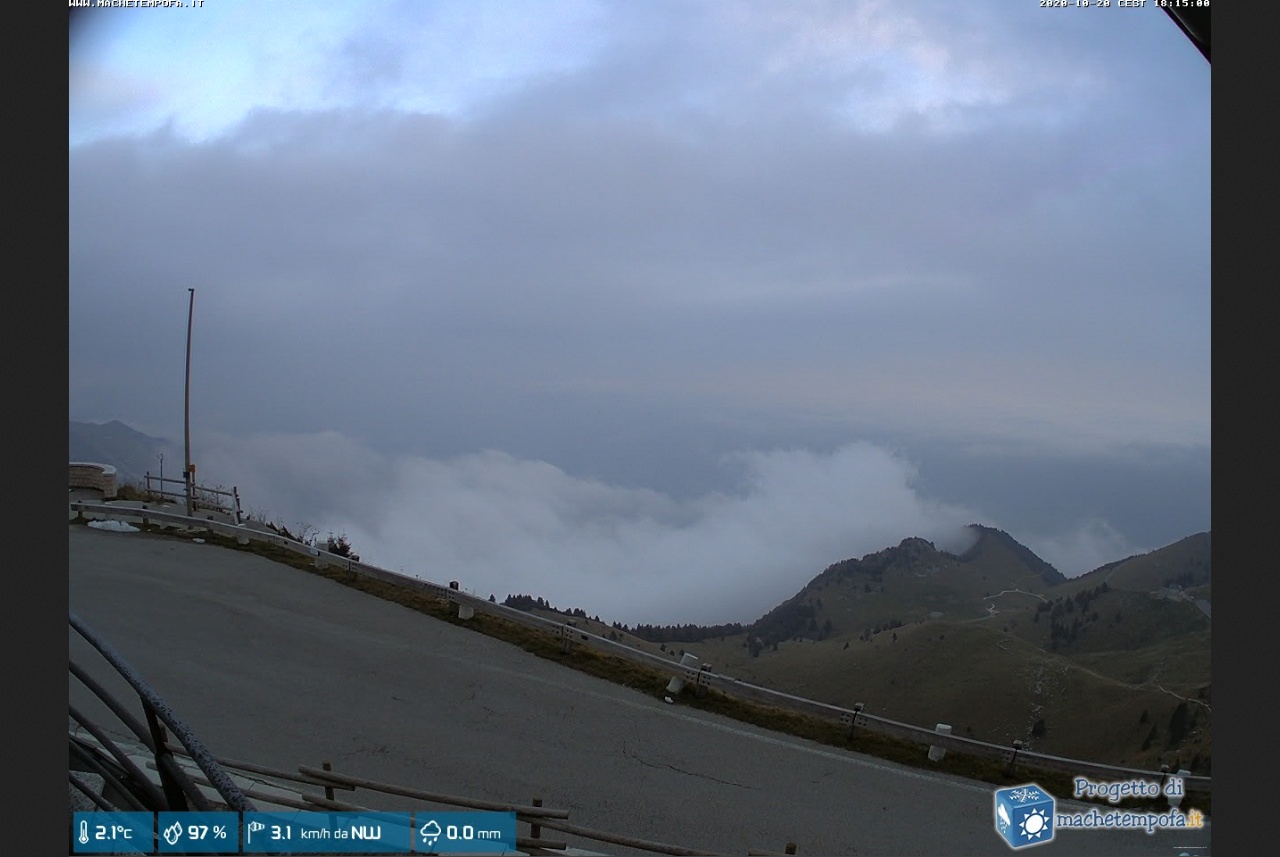 WWW.MACHETEMPOFA.IT
2020-10-20 CEST 18:15:00
2.1°C
97 %
3.1 km/h da NW
0.0 mm
Progetto di
machetempofa.it